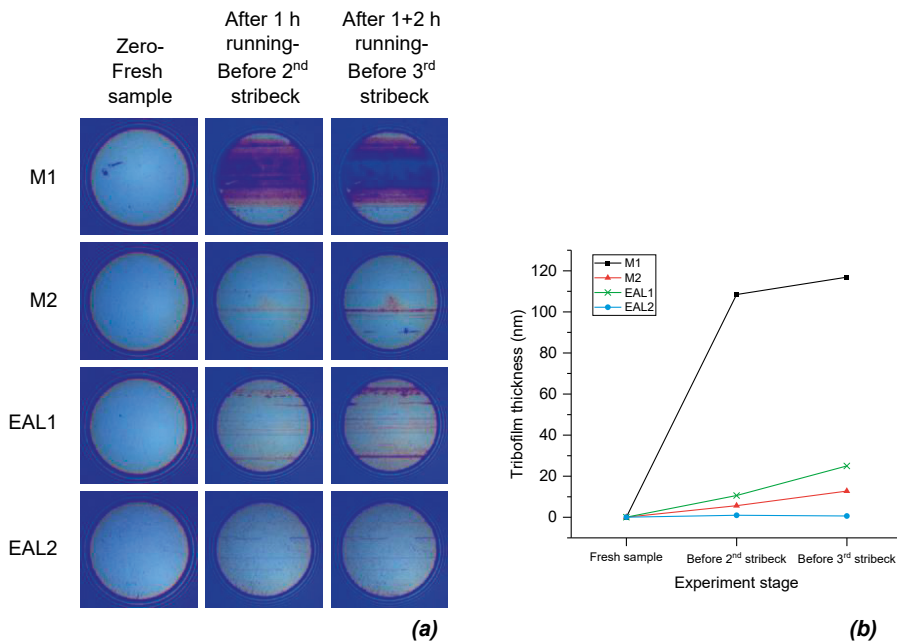 Zero-
Fresh
sample
After 1 h
running-
Before 2nd
stribeck
After 1+2 h
running-
Before 3rd
stribeck
M1
M2
EAL1
EAL2
(a)
M1
M2
EAL1
EAL2
120
100
80
60
40
20
0
Tribofilm thickness (nm)
Fresh sample
Before 2nd stribeck
Before 3rd stribeck
Experiment stage
(b)